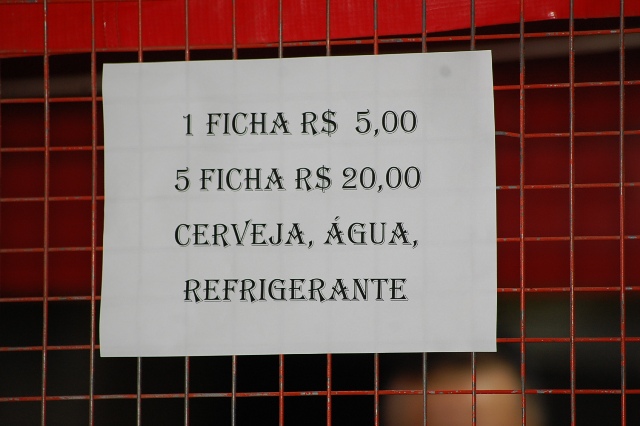 1 FICHA R$ 5,00
5 FICHA R$ 20,00
CERVEJA, ÁGUA,
REFRIGERANTE